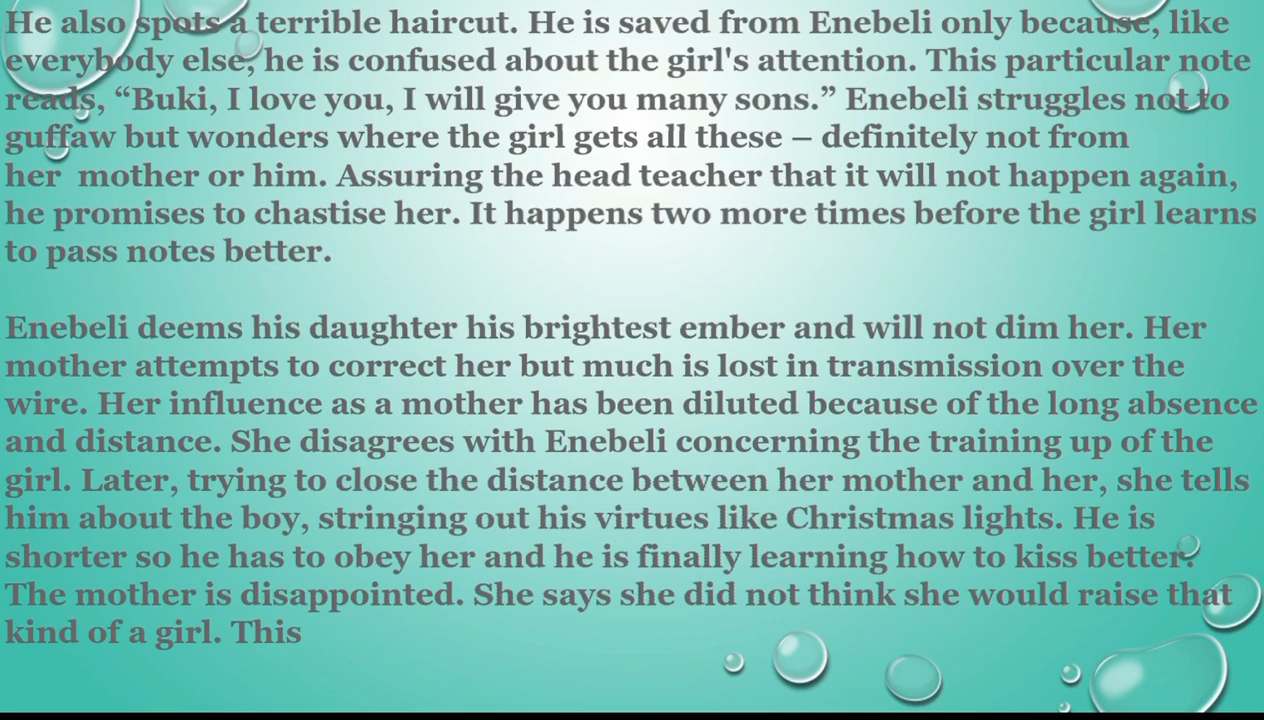 He also spots a terrible haircut. He is saved from Enebeli only because, like
everybody else, he is confused about the girl's attention. This particular note
reads, “Buki, I love you, I will give you many sons.” Enebeli struggles not to
guffaw but wonders where the girl gets all these – definitely not from
her  mother or him. Assuring the head teacher that it will not happen again,
he promises to chastise her. It happens two more times before the girl learns
to pass notes better.

Enebeli deems his daughter his brightest ember and will not dim her. Her
mother attempts to correct her but much is lost in transmission over the
wire. Her influence as a mother has been diluted because of the long absence
and distance. She disagrees with Enebeli concerning the training up of the
girl. Later, trying to close the distance between her mother and her, she tells
him about the boy, stringing out his virtues like Christmas lights. He is
shorter so he has to obey her and he is finally learning how to kiss better.
The mother is disappointed. She says she did not think she would raise that
kind of a girl. This